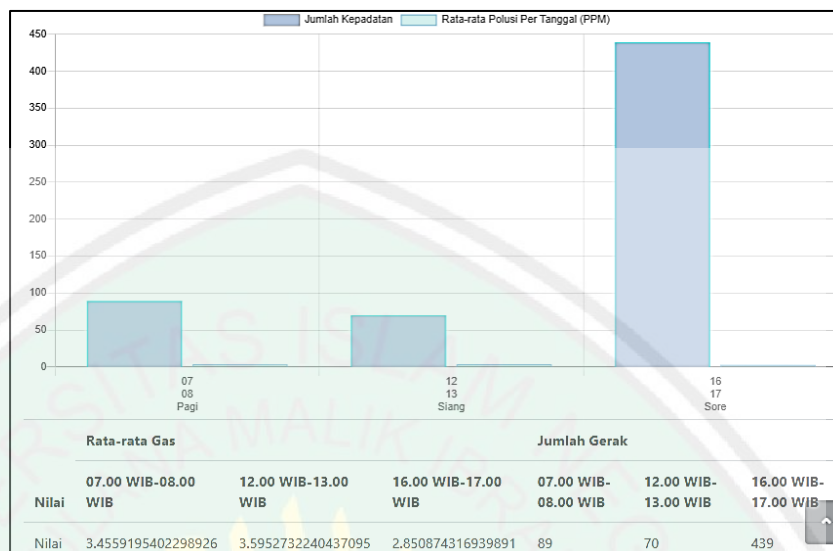 Jumlah Kepadatan Rata-rata Polusi Per Tanggal (PPM)
450
400
350
300
250
200
150
100
50
0
07 12 16
08 13 17
Pagi Siang Sore
Rata-rata Gas Jumlah Gerak
Nilai 07.00 WIB-08.00 WIB 12.00 WIB-13.00 WIB 16.00 WIB-17.00 WIB 07.00 WIB-08.00 WIB 12.00 WIB-13.00 WIB 16.00 WIB-17.00 WIB
Nilai 3.4559195402298926 3.5952732240437095 2.850874316939891 89 70 439